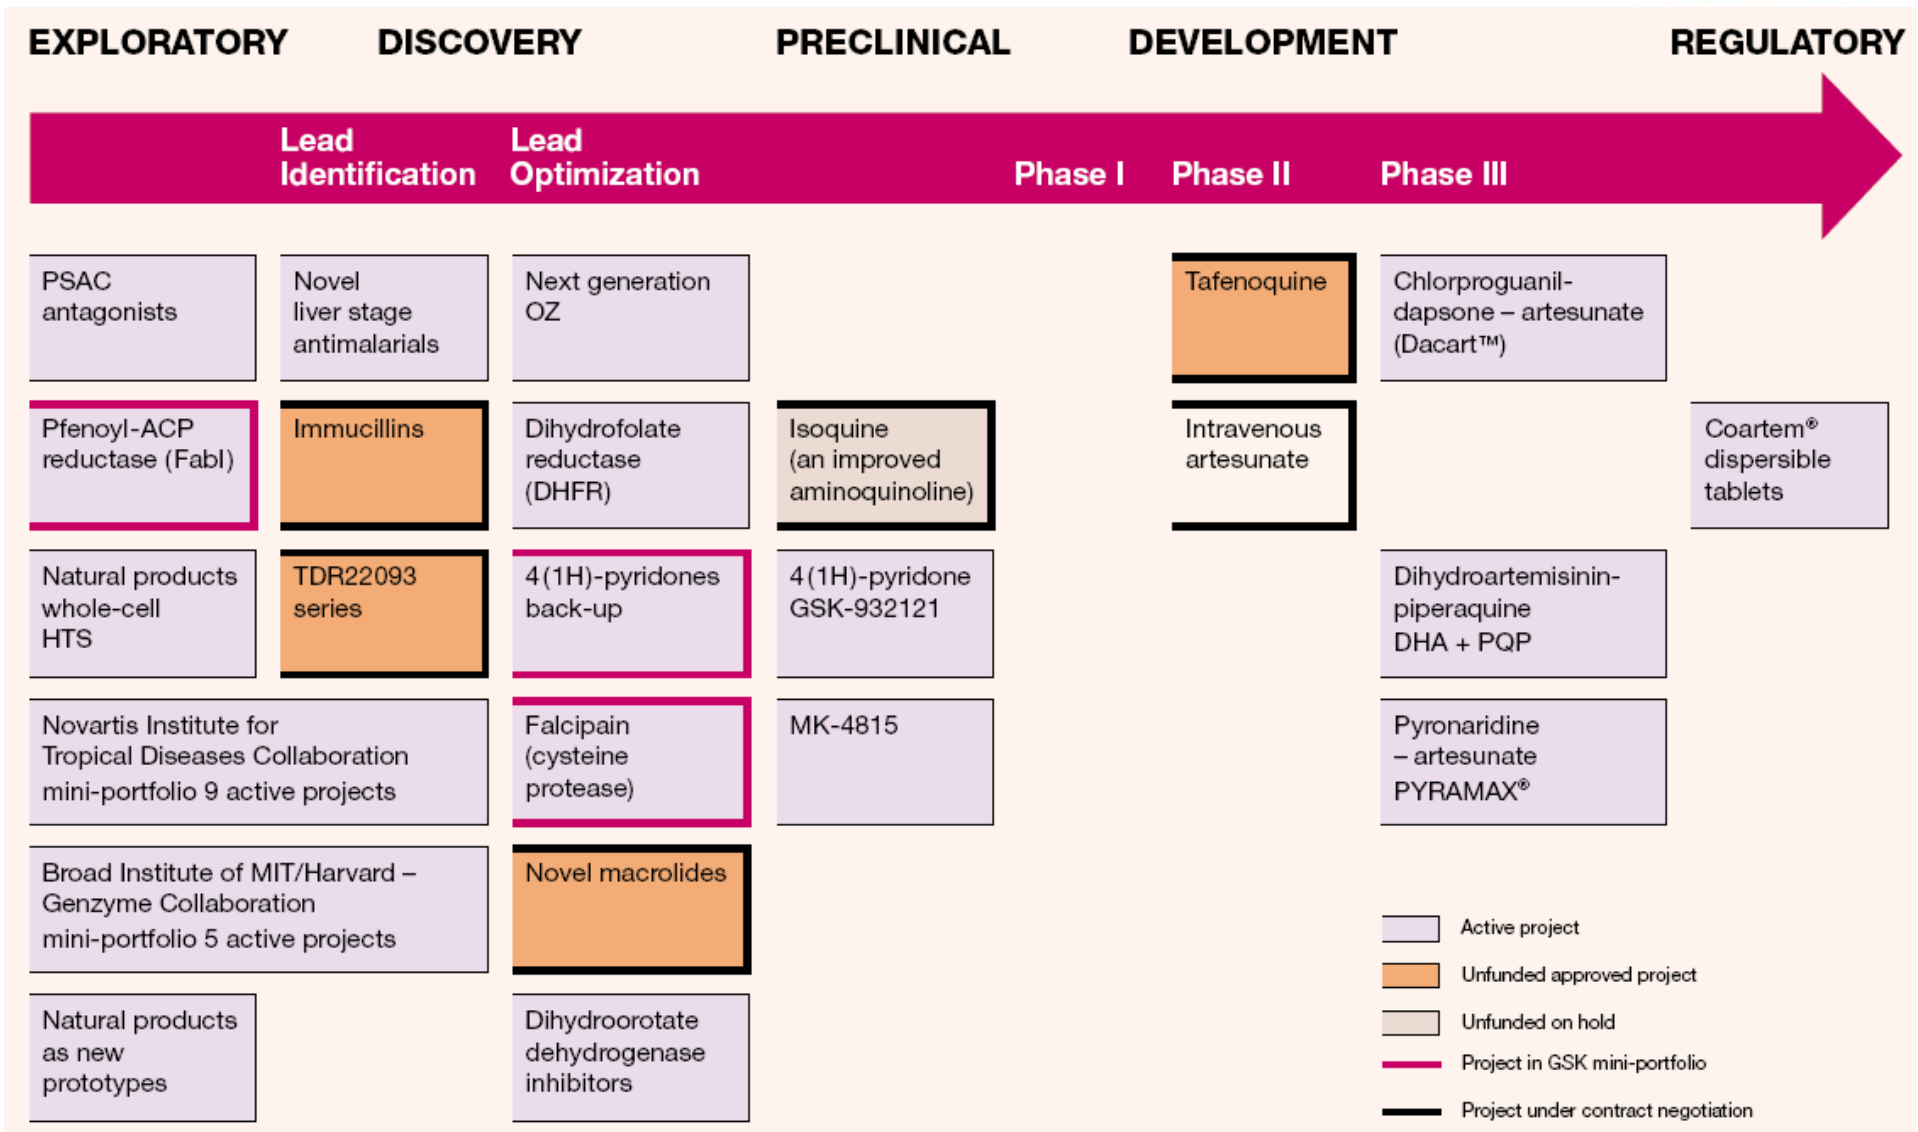 EXPLORATORY DISCOVERY PRECLINICAL DEVELOPMENT REGULATORY
Lead
Identification
Lead
Optimization
Phase I
Phase II
Phase III
PSAC
antagonists
Novel
liver stage
antimalarials
Next generation
OZ
Tafenoquine
Chlorproguanil-
dapsone – artesunate
(Dacart™)
Pfenoyl-ACP
reductase (FabI)
Immucillins
Dihydrofolate
reductase
(DHFR)
Isoquine
(an improved
aminoquinoline)
Intravenous
artesunate
Coartem®
dispersible
tablets
Natural products
whole-cell
HTS
TDR22093
series
4(1H)-pyridones
back-up
4(1H)-pyridone
GSK-932121
Dihydroartemisinin-
piperaquine
DHA + PQP
Novartis Institute for
Tropical Diseases Collaboration
mini-portfolio 9 active projects
Falcipain
(cysteine
protease)
MK-4815
Pyronaridine
– artesunate
PYRAMAX®
Broad Institute of MIT/Harvard –
Genzyme Collaboration
mini-portfolio 5 active projects
Novel macrolides
Natural products
as new
prototypes
Dihydroorotate
dehydrogenase
inhibitors
Active project
Unfunded approved project
Unfunded on hold
Project in GSK mini-portfolio
Project under contract negotiation